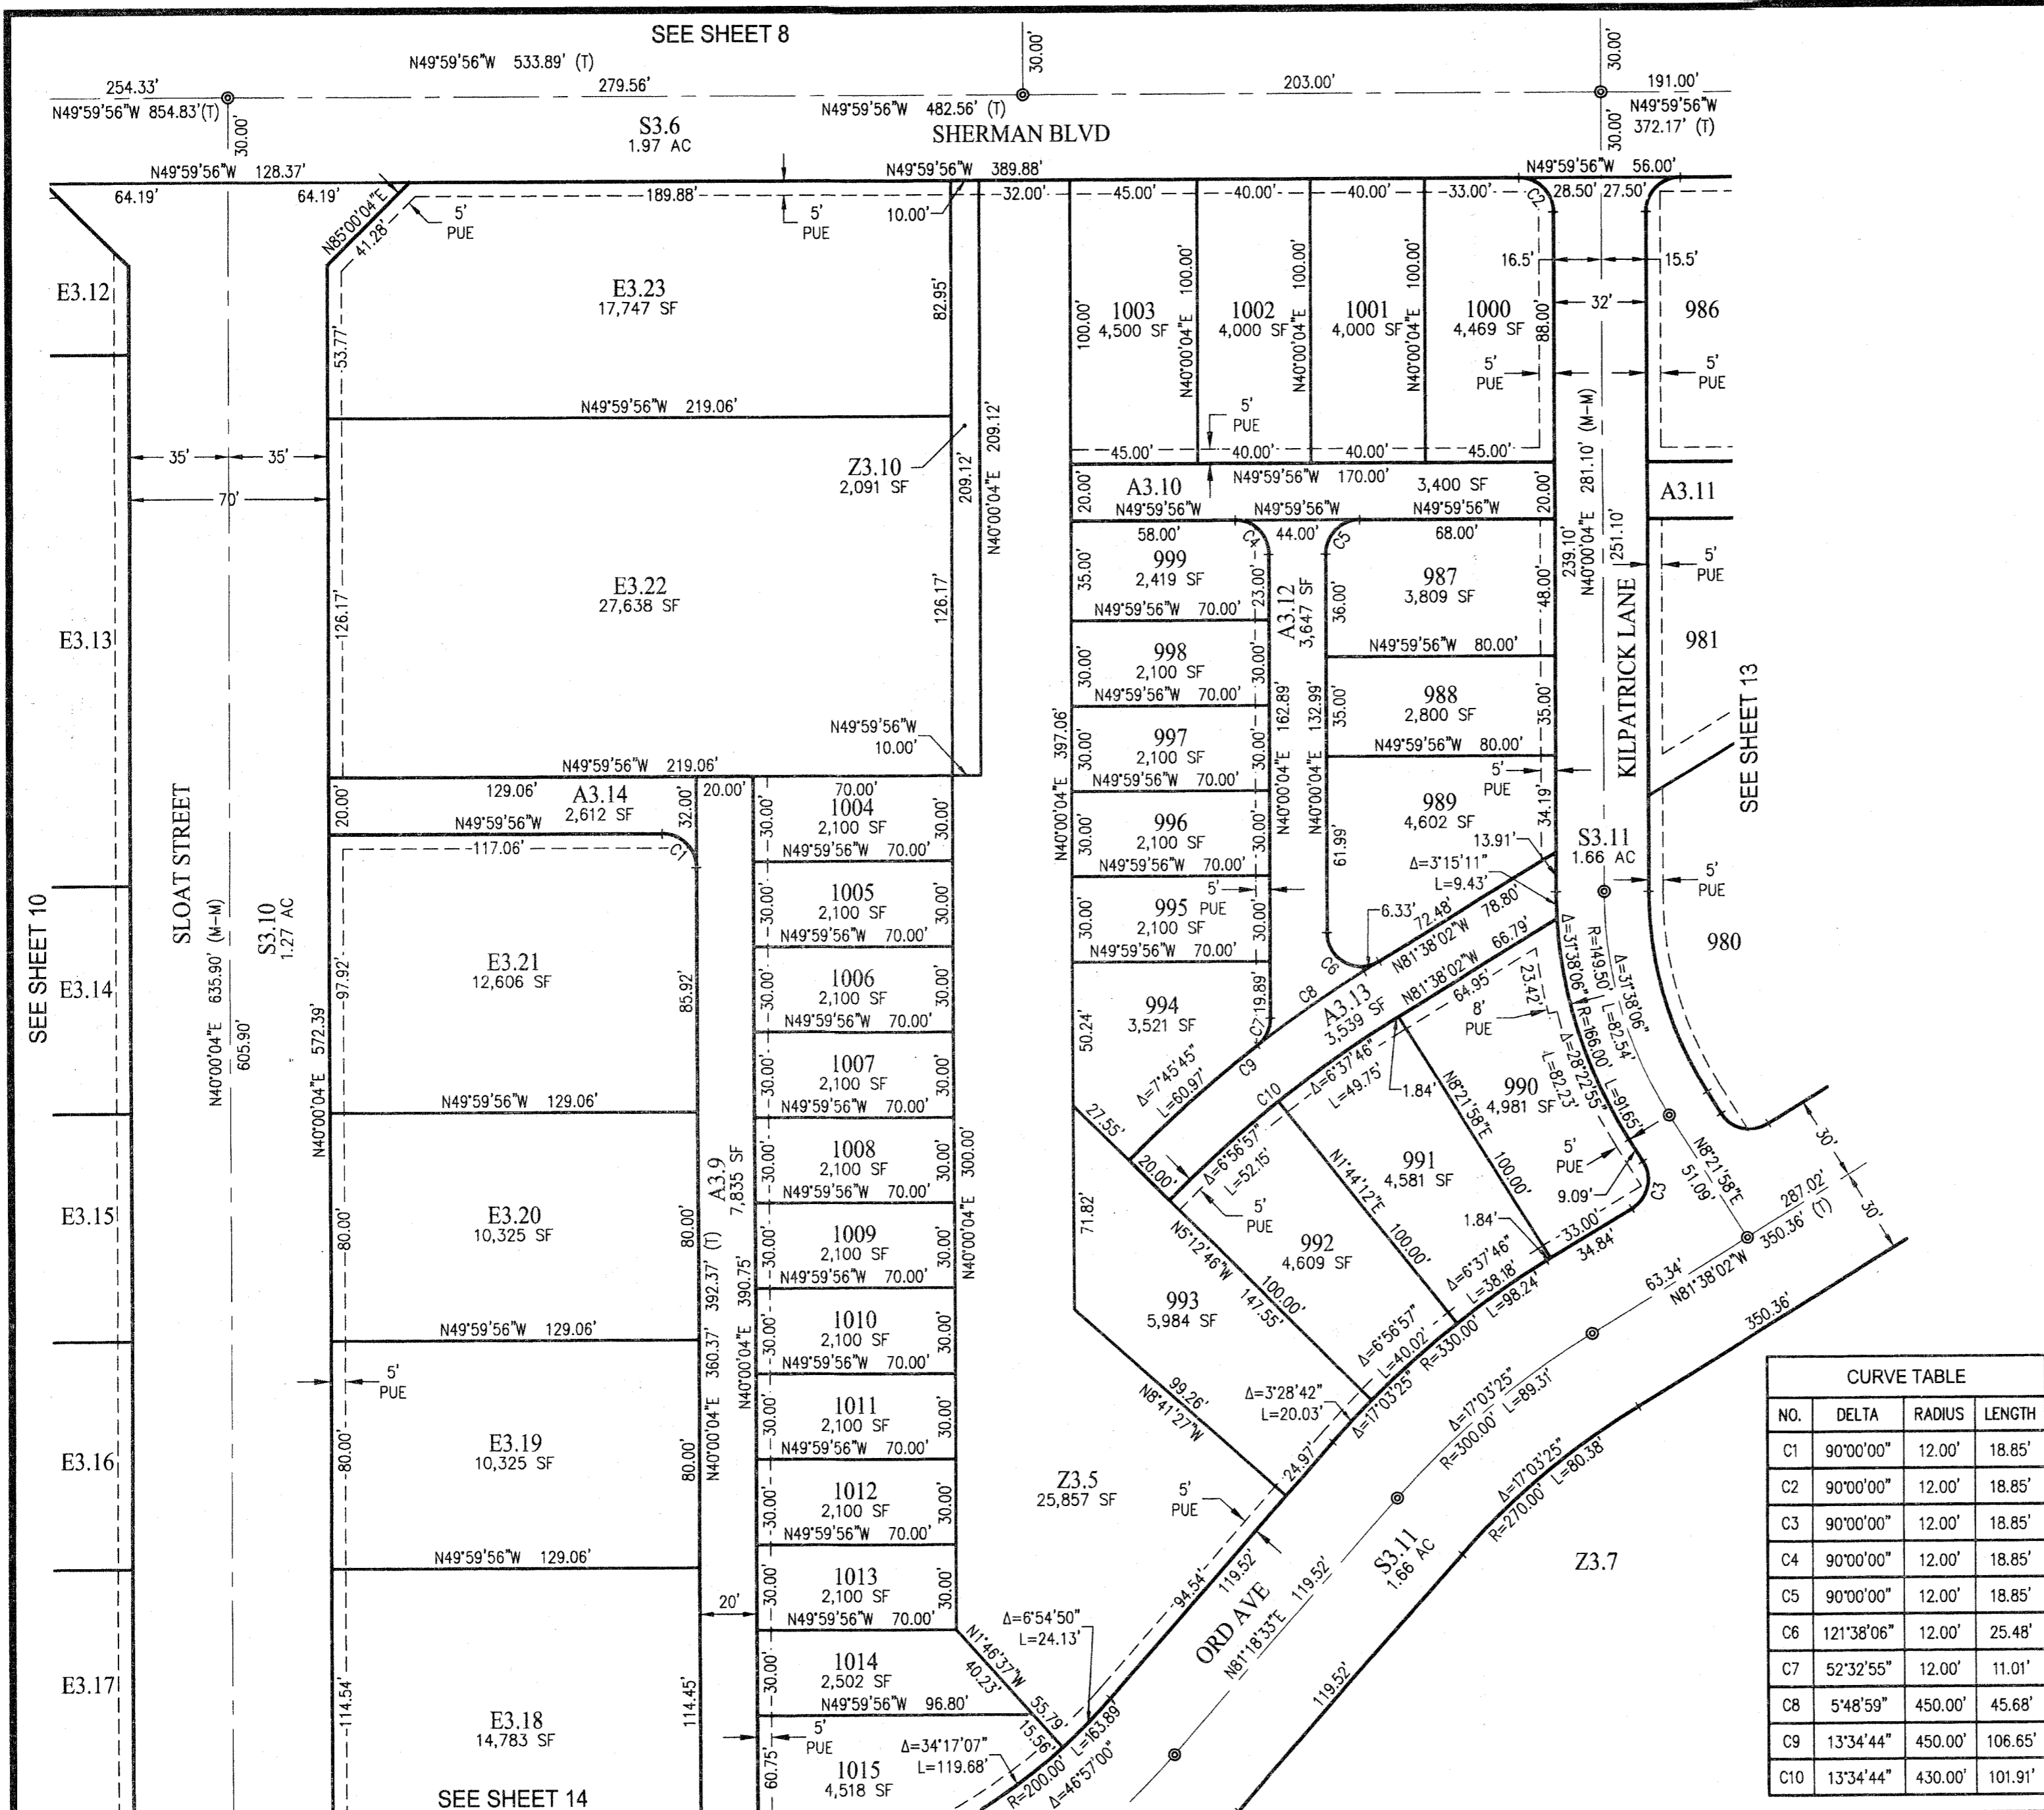 SEE SHEET 8
N49°59'56"W 533.89' (T)
254.33'
279.56'
203.00'
191.00'
30.00'
30.00'
N49°59'56"W 854.83'(T)
N49°59'56"W 482.56' (T)
N49°59'56"W
372.17' (T)
30.00'
30.00'
S3.6
1.97 AC
SHERMAN BLVD
N49°59'56"W 128.37'
N49°59'56"W 389.88'
N49°59'56"W 56.00'
64.19'
64.19'
189.88'
32.00'
45.00'
40.00'
40.00'
33.00'
28.50'
27.50'
C2
N85°00'04"E
41.28'
5'
PUE
5'
PUE
10.00'
16.5'
15.5'
32'
E3.12
E3.23
17,747 SF
53.77'
82.95'
N49°59'56"W 219.06'
100.00'
1003
4,500 SF
N40°00'04"E 100.00'
1002
4,000 SF
N40°00'04"E 100.00'
1001
4,000 SF
N40°00'04"E 100.00'
1000
4,469 SF
88.00'
986
5'
PUE
5'
PUE
5'
PUE
45.00'
40.00'
40.00'
45.00'
N49°59'56"W 170.00'
35'
35'
70'
Z3.10
2,091 SF
209.12'
N40°00'04"E 209.12'
20.00'
A3.10
3,400 SF
20.00'
A3.11
N49°59'56"W
N49°59'56"W
N49°59'56"W
58.00'
44.00'
68.00'
C4
C5
E3.13
E3.22
27,638 SF
126.17'
126.17'
N49°59'56"W
10.00'
N49°59'56"W 219.06'
35.00'
999
2,419 SF
23.00'
N49°59'56"W 70.00'
30.00'
998
2,100 SF
30.00'
N49°59'56"W 70.00'
30.00'
997
2,100 SF
30.00'
N49°59'56"W 70.00'
30.00'
996
2,100 SF
30.00'
N49°59'56"W 70.00'
30.00'
995
2,100 SF
30.00'
5'
PUE
N49°59'56"W 70.00'
50.24'
994
3,521 SF
19.89'
C7
N40°00'04"E 397.06'
A3.12
3,647 SF
N40°00'04"E 162.89'
N40°00'04"E 132.99'
36.00'
987
3,809 SF
48.00'
N49°59'56"W 80.00'
35.00'
988
2,800 SF
35.00'
N49°59'56"W 80.00'
5'
PUE
61.99'
989
4,602 SF
34.19'
13.91'
Δ=3°15'11"
L=9.43'
239.10'
N40°00'04"E 281.10' (M-M)
251.10'
KILPATRICK LANE
S3.11
1.66 AC
5'
PUE
981
SEE SHEET 13
5'
PUE
980
6.33'
72.48'
78.80'
N81°38'02"W
C6
C8
A3.13
3,539 SF
N81°38'02"W 66.79'
64.95'
23.42'
8'
PUE
Δ=31°38'06"
R=166.00'
L=91.65'
R=149.50'
Δ=31°38'06"
L=82.54'
Δ=28°22'55"
L=82.23'
C9
C10
Δ=7°45'45"
L=60.97'
Δ=6°37'46"
L=49.75'
1.84'
N8°21'58"E
100.00'
990
4,981 SF
5'
PUE
9.09'
C3
33.00'
34.84'
1.84'
27.55'
20.00'
Δ=6°56'57"
L=52.15'
5'
PUE
N1°44'12"E
100.00'
991
4,581 SF
Δ=6°37'46"
L=38.18'
R=330.00'
L=98.24'
N8°21'58"E
51.09'
30'
287.02'
350.36' (T)
30'
63.34'
N81°38'02"W
350.36'
71.82'
N5°12'46"W
100.00'
147.55'
992
4,609 SF
Δ=6°56'57"
L=40.02'
993
5,984 SF
99.26'
N8°41'27"W
Δ=3°28'42"
L=20.03'
Δ=17°03'25"
24.97'
Δ=17°03'25"
R=300.00'
L=89.31'
Δ=17°03'25"
R=270.00'
L=80.38'
Z3.5
25,857 SF
5'
PUE
94.54'
119.52'
ORD AVE
N81°18'33"E 119.52'
S3.11
1.66 AC
119.52'
Z3.7
SLOAT STREET
S3.10
1.27 AC
N40°00'04"E 635.90' (M-M)
605.90'
N40°00'04"E 572.39'
SEE SHEET 10
E3.14
E3.15
E3.16
E3.17
20.00'
129.06'
A3.14
2,612 SF
32.00'
20.00'
N49°59'56"W
117.06'
C1
97.92'
E3.21
12,606 SF
85.92'
N49°59'56"W 129.06'
80.00'
E3.20
10,325 SF
80.00'
N49°59'56"W 129.06'
5'
PUE
80.00'
E3.19
10,325 SF
80.00'
N49°59'56"W 129.06'
114.54'
E3.18
14,783 SF
114.45'
SEE SHEET 14
A3.9
7,835 SF
N40°00'04"E 360.37' 392.37' (T)
N40°00'04"E 390.75'
20'
70.00'
30.00'
1004
2,100 SF
30.00'
N49°59'56"W 70.00'
30.00'
1005
2,100 SF
30.00'
N49°59'56"W 70.00'
30.00'
1006
2,100 SF
30.00'
N49°59'56"W 70.00'
30.00'
1007
2,100 SF
30.00'
N49°59'56"W 70.00'
30.00'
1008
2,100 SF
30.00'
N49°59'56"W 70.00'
30.00'
1009
2,100 SF
30.00'
N49°59'56"W 70.00'
30.00'
1010
2,100 SF
30.00'
N49°59'56"W 70.00'
30.00'
1011
2,100 SF
30.00'
N49°59'56"W 70.00'
30.00'
1012
2,100 SF
30.00'
N49°59'56"W 70.00'
30.00'
1013
2,100 SF
30.00'
N49°59'56"W 70.00'
N40°00'04"E 300.00'
30.00'
1014
2,502 SF
N49°59'56"W 96.80'
N1°46'37"W
40.23'
55.79'
15.56'
Δ=6°54'50"
L=24.13'
60.75'
5'
PUE
1015
4,518 SF
Δ=34°17'07"
L=119.68'
R=200.00'
L=163.89'
Δ=46°57'00"
CURVE TABLE
NO. DELTA RADIUS LENGTH
C1 90°00'00" 12.00' 18.85'
C2 90°00'00" 12.00' 18.85'
C3 90°00'00" 12.00' 18.85'
C4 90°00'00" 12.00' 18.85'
C5 90°00'00" 12.00' 18.85'
C6 121°38'06" 12.00' 25.48'
C7 52°32'55" 12.00' 11.01'
C8 5°48'59" 450.00' 45.68'
C9 13°34'44" 450.00' 106.65'
C10 13°34'44" 430.00' 101.91'